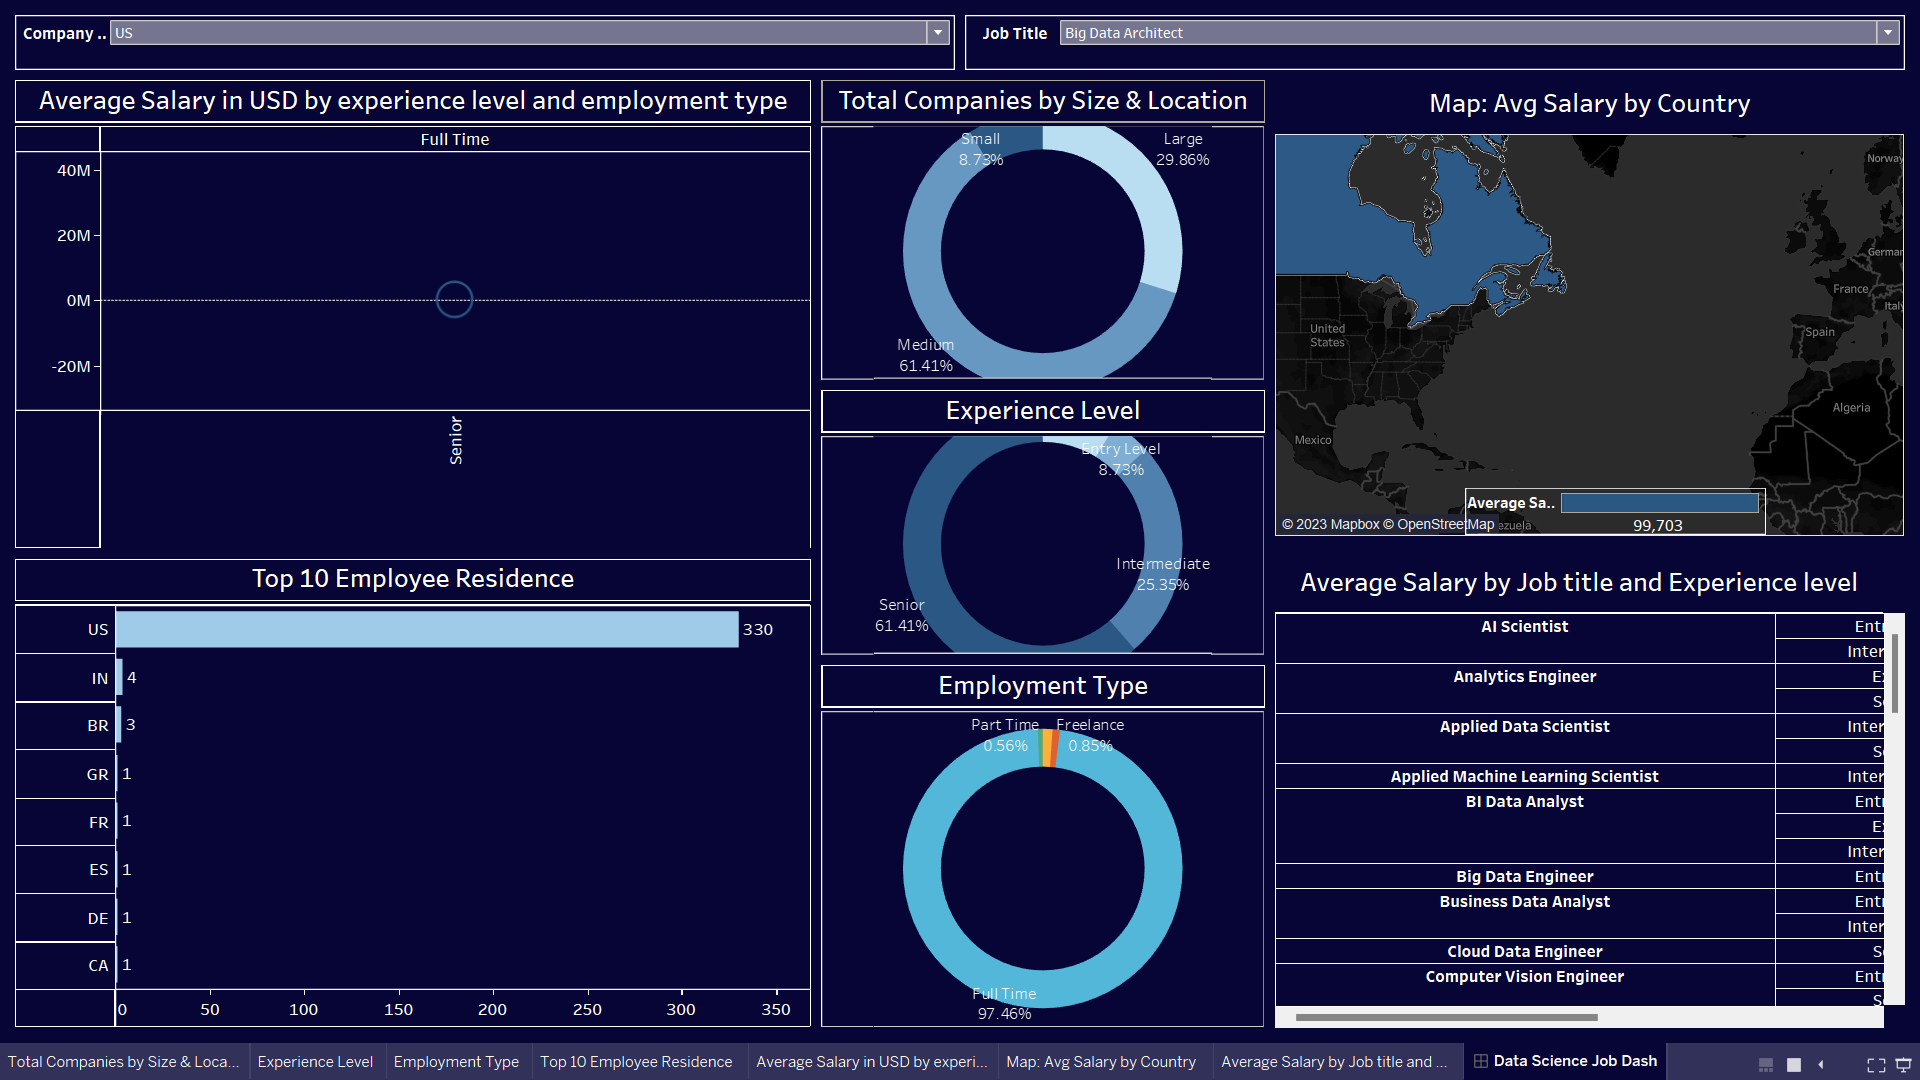 Company ..
US
Job Title
Big Data Architect
Average Salary in USD by experience level and employment type
Full Time
40M
20M
0M
-20M
Senior
Top 10 Employee Residence
US
330
IN
4
BR
3
GR
1
FR
1
ES
1
DE
1
CA
1
0
50
100
150
200
250
300
350
Total Companies by Size & Location
Small
8.73%
Large
29.86%
Medium
61.41%
Experience Level
Entry Level
8.73%
Intermediate
25.35%
Senior
61.41%
Employment Type
Part Time
0.56%
Freelance
0.85%
Full Time
97.46%
Map: Avg Salary by Country
Norway
German
France
Italy
Spain
United
States
Algeria
Mexico
ezuela
Average Sa..
99,703
© 2023 Mapbox © OpenStreetMap
Average Salary by Job title and Experience level
AI Scientist
Entr
Inter
Analytics Engineer
Ex
Se
Applied Data Scientist
Inter
Se
Applied Machine Learning Scientist
Inter
BI Data Analyst
Entr
Ex
Inter
Big Data Engineer
Entr
Business Data Analyst
Entr
Inter
Cloud Data Engineer
Se
Computer Vision Engineer
Entr
Se
Total Companies by Size & Loca...
Experience Level
Employment Type
Top 10 Employee Residence
Average Salary in USD by experi...
Map: Avg Salary by Country
Average Salary by Job title and ...
Data Science Job Dash